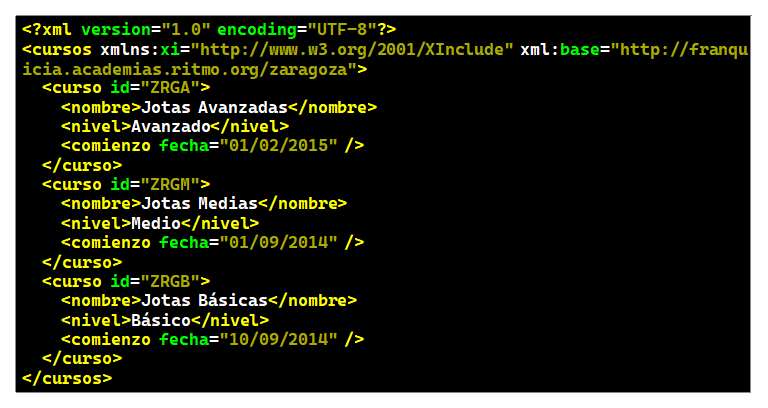 <?xml version="1.0" encoding="UTF-8"?>
<cursos xmlns:xi="http://www.w3.org/2001/XInclude" xml:base="http://franqu
icia.academias.ritmo.org/zaragoza">
  <curso id="ZRGA">
    <nombre>Jotas Avanzadas</nombre>
    <nivel>Avanzado</nivel>
    <comienzo fecha="01/02/2015" />
  </curso>
  <curso id="ZRGM">
    <nombre>Jotas Medias</nombre>
    <nivel>Medio</nivel>
    <comienzo fecha="01/09/2014" />
  </curso>
  <curso id="ZRGB">
    <nombre>Jotas Básicas</nombre>
    <nivel>Básico</nivel>
    <comienzo fecha="10/09/2014" />
  </curso>
</cursos>